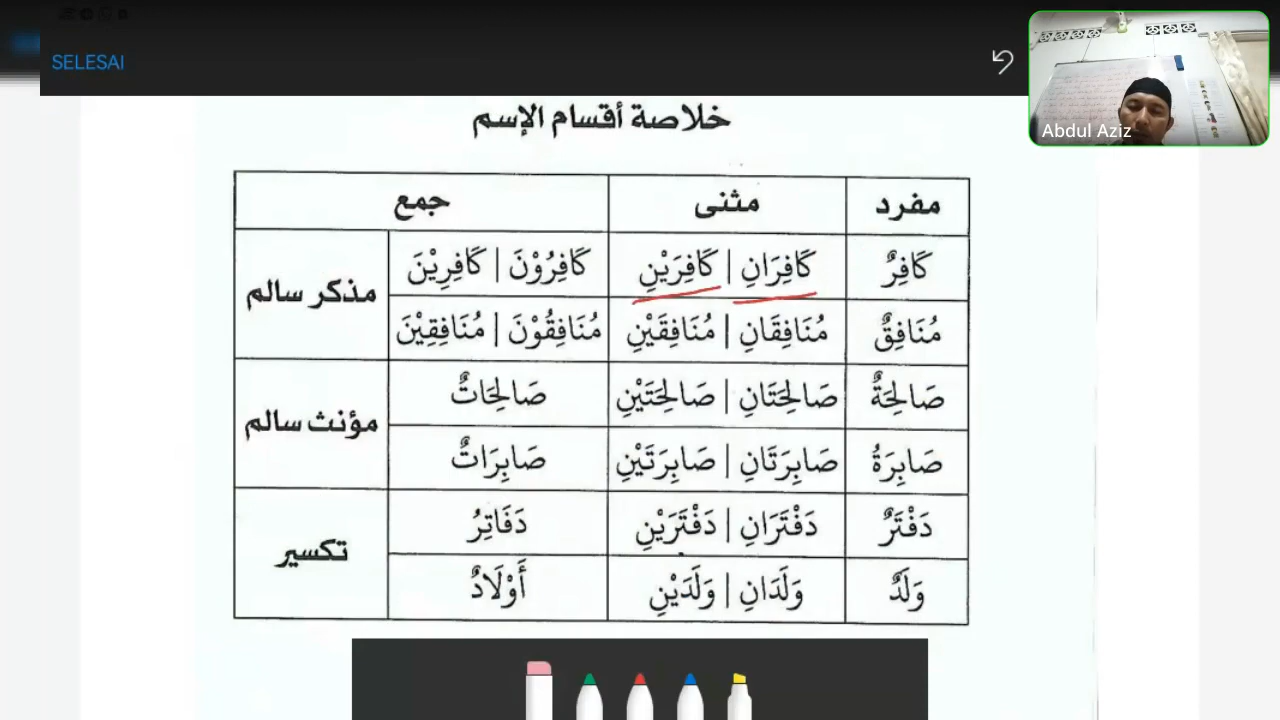 SELESAI
Abdul Aziz
خلاصة أقسام الإسم
مفرد | مثنى | جمع
كَافِرٌ | كَافِرَانِ | كَافِرَيْنِ | كَافِرُوْنَ | كَافِرِيْنَ | مذكر سالم
مُنَافِقٌ | مُنَافِقَانِ | مُنَافِقَيْنِ | مُنَافِقُوْنَ | مُنَافِقِيْنَ
صَالِحَةٌ | صَالِحَتَانِ | صَالِحَتَيْنِ | صَالِحَاتٌ | مؤنث سالم
صَابِرَةُ | صَابِرَتَانِ | صَابِرَتَيْنِ | صَابِرَاتٌ
دَفْتَرٌ | دَفْتَرَانِ | دَفْتَرَيْنِ | دَفَاتِرُ | تكسير
وَلَدٌ | وَلَدَانِ | وَلَدَيْنِ | أَوْلَادٌ